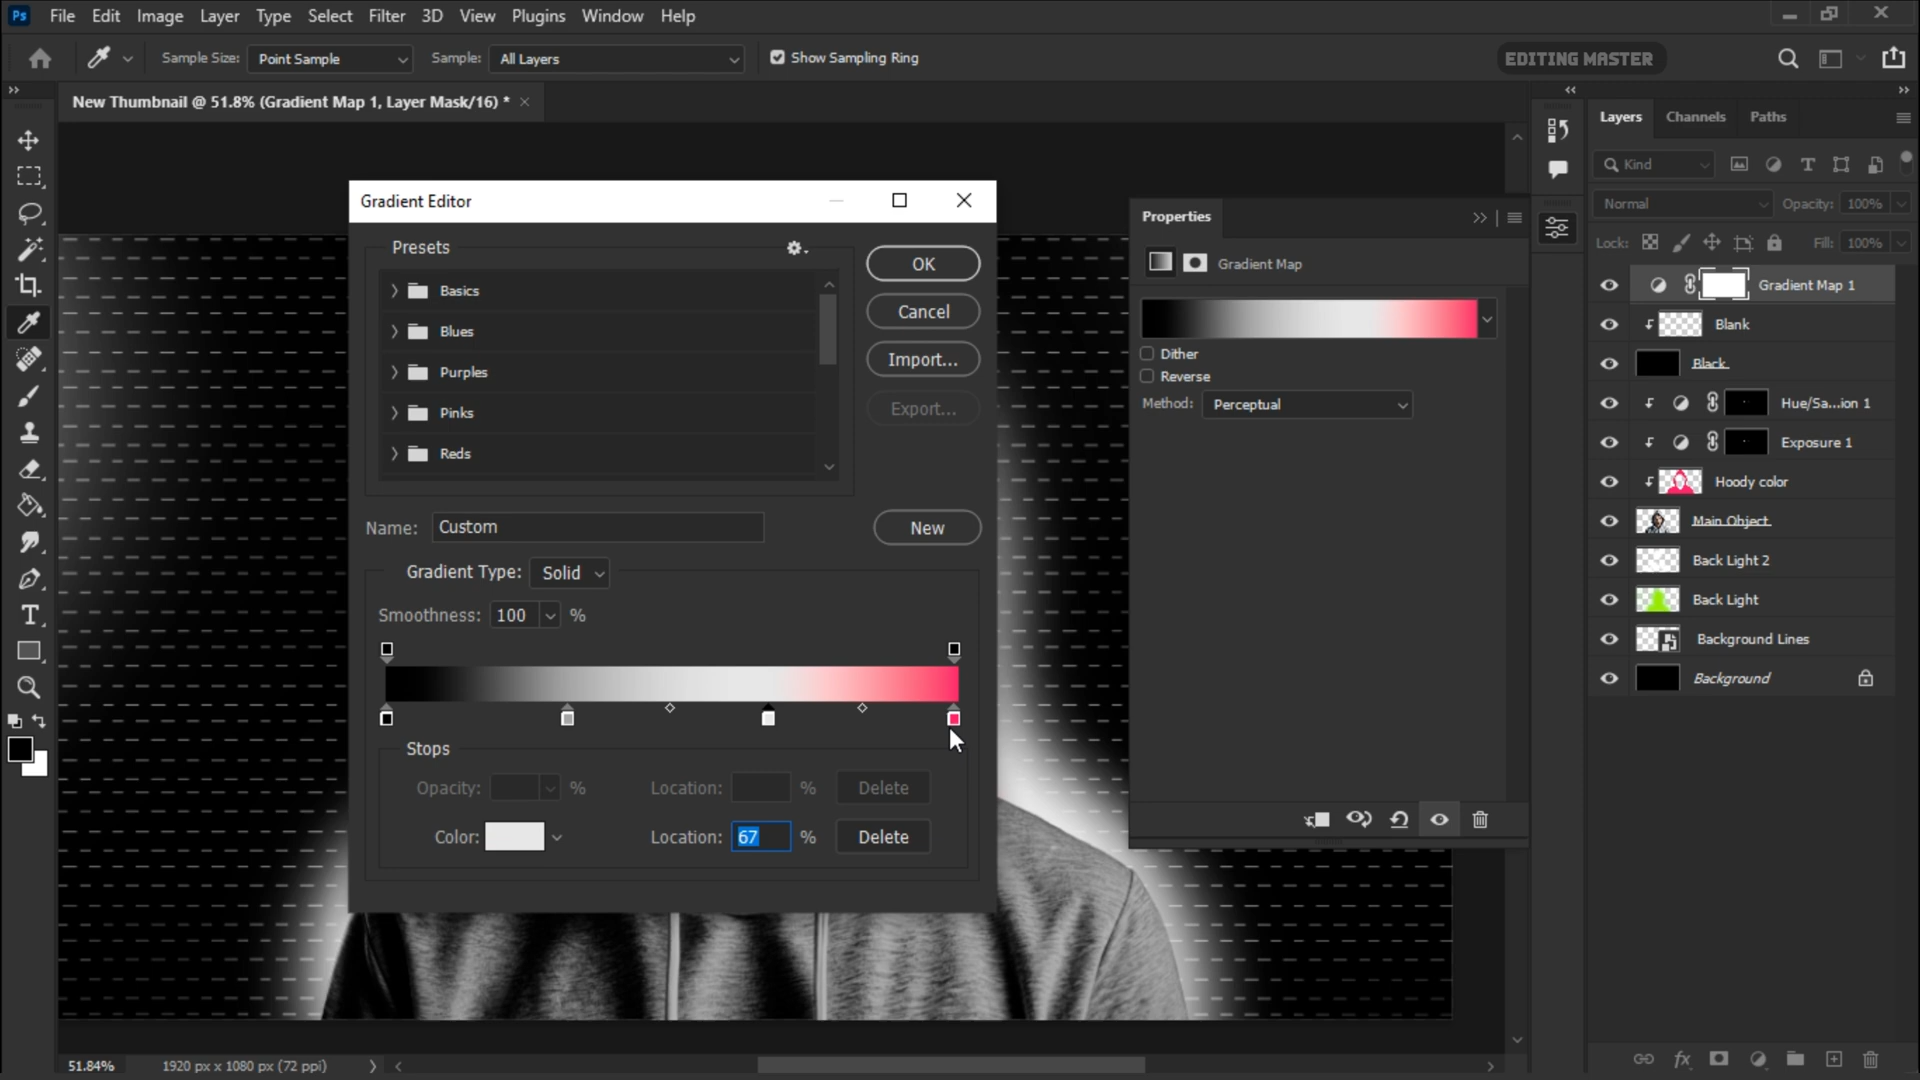 Ps File Edit Image Layer Type Select Filter 3D View Plugins Window Help
Sample Size: Point Sample Sample: All Layers Show Sampling Ring EDITING MASTER
New Thumbnail @ 51.8% (Gradient Map 1, Layer Mask/16) *
Gradient Editor
Presets
Basics
Blues
Purples
Pinks
Reds
OK
Cancel
Import...
Export...
Name: Custom New
Gradient Type: Solid
Smoothness: 100 %
Stops
Opacity: % Location: % Delete
Color: Location: 67 % Delete
Properties
Gradient Map
Dither
Reverse
Method: Perceptual
Layers Channels Paths
Kind
Normal Opacity: 100%
Lock: Fill: 100%
Gradient Map 1
Blank
Black
Hue/Sa...ion 1
Exposure 1
Hoody color
Main Object
Back Light 2
Back Light
Background Lines
Background
fx
51.84% 1920 px x 1080 px (72 ppi)